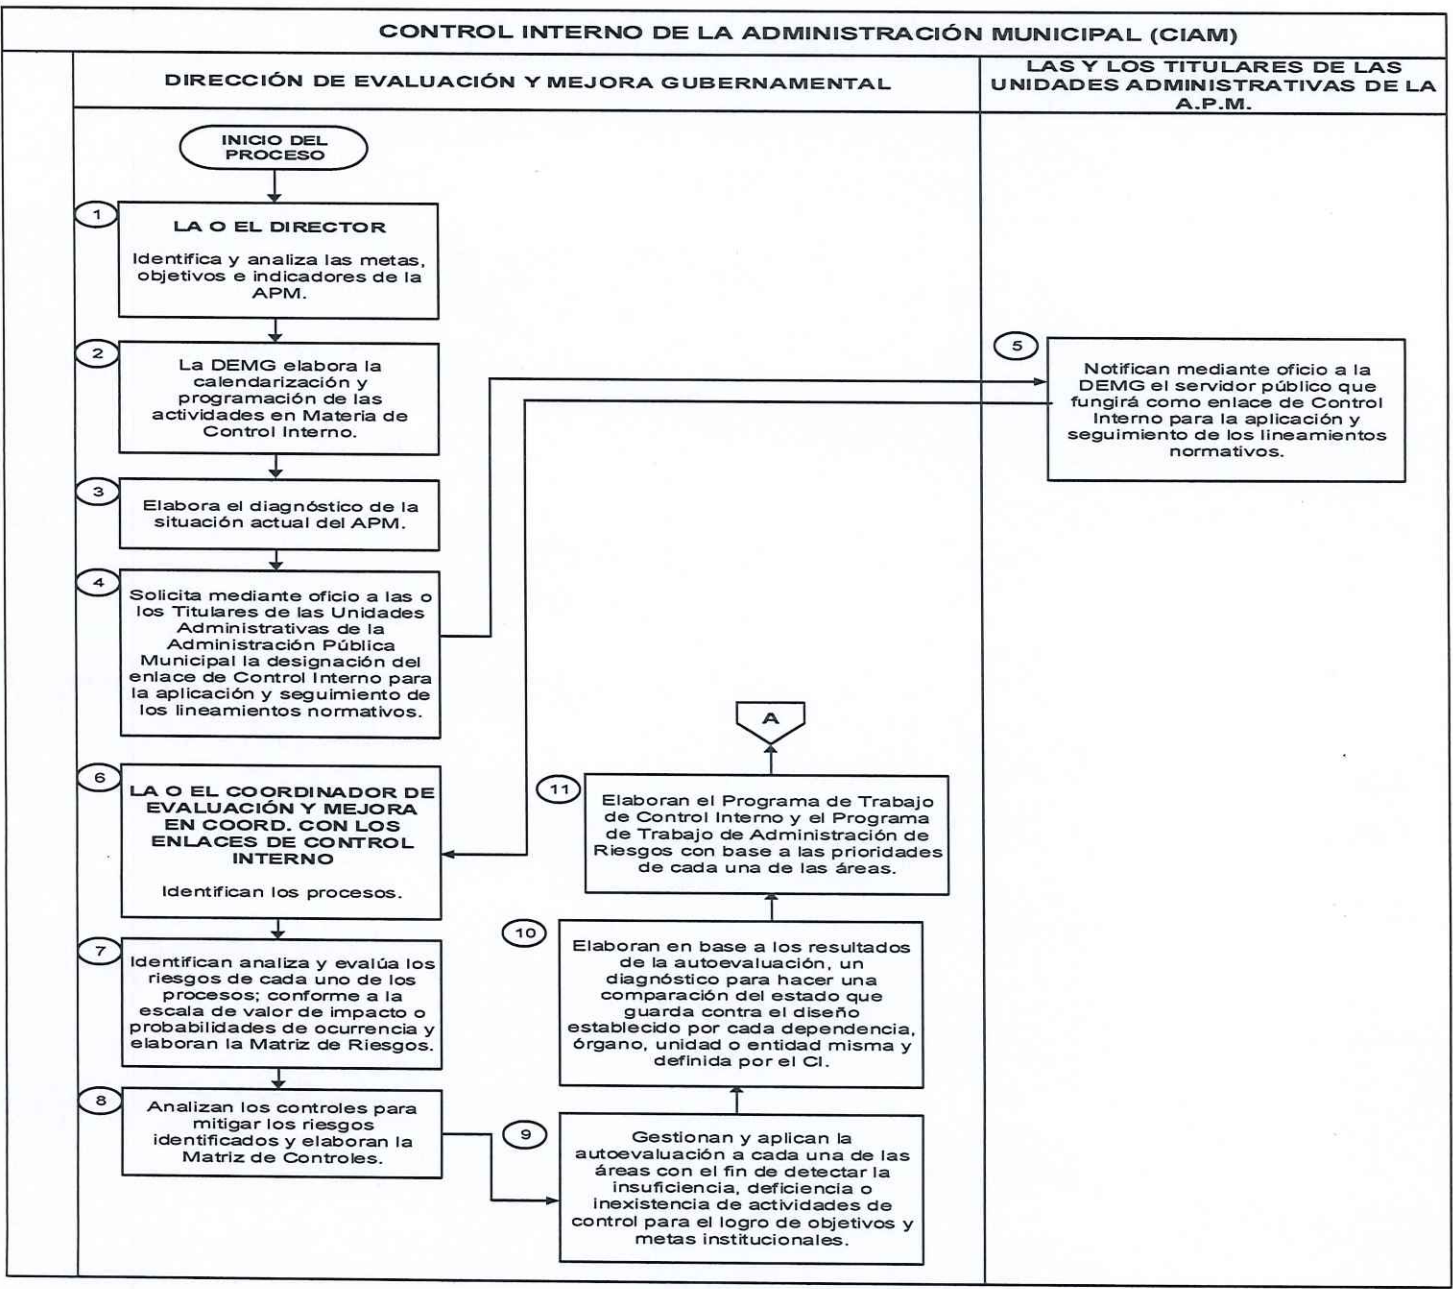 CONTROL INTERNO DE LA ADMINISTRACIÓN MUNICIPAL (CIAM)
DIRECCIÓN DE EVALUACIÓN Y MEJORA GUBERNAMENTAL
LAS Y LOS TITULARES DE LAS
UNIDADES ADMINISTRATIVAS DE LA
A.P.M.
INICIO DEL
PROCESO
1
LA O EL DIRECTOR
Identifica y analiza las metas,
objetivos e indicadores de la
APM.
2
La DEMG elabora la
calendarización y
programación de las
actividades en Materia de
Control Interno.
3
Elabora el diagnóstico de la
situación actual del APM.
4
Solicita mediante oficio a las o
los Titulares de las Unidades
Administrativas de la
Administración Pública
Municipal la designación del
enlace de Control Interno para
la aplicación y seguimiento de
los lineamientos normativos.
5
Notifican mediante oficio a la
DEMG el servidor público que
fungirá como enlace de Control
Interno para la aplicación y
seguimiento de los lineamientos
normativos.
6
LA O EL COORDINADOR DE
EVALUACIÓN Y MEJORA
EN COORD. CON LOS
ENLACES DE CONTROL
INTERNO
Identifican los procesos.
7
Identifican analiza y evalúa los
riesgos de cada uno de los
procesos; conforme a la
escala de valor de impacto o
probabilidades de ocurrencia y
elaboran la Matriz de Riesgos.
8
Analizan los controles para
mitigar los riesgos
identificados y elaboran la
Matriz de Controles.
9
Gestionan y aplican la
autoevaluación a cada una de las
áreas con el fin de detectar la
insuficiencia, deficiencia o
inexistencia de actividades de
control para el logro de objetivos y
metas institucionales.
10
Elaboran en base a los resultados
de la autoevaluación, un
diagnóstico para hacer una
comparación del estado que
guarda contra el diseño
establecido por cada dependencia,
órgano, unidad o entidad misma y
definida por el CI.
11
Elaboran el Programa de Trabajo
de Control Interno y el Programa
de Trabajo de Administración de
Riesgos con base a las prioridades
de cada una de las áreas.
A